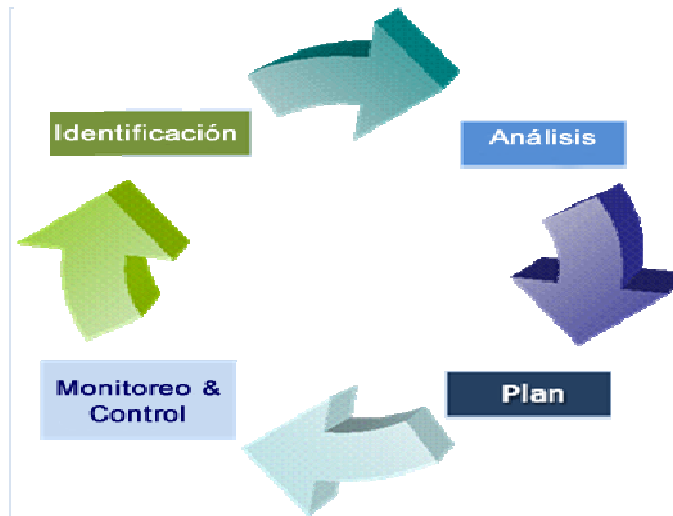 Identificación
Análisis
Plan
Monitoreo &
Control